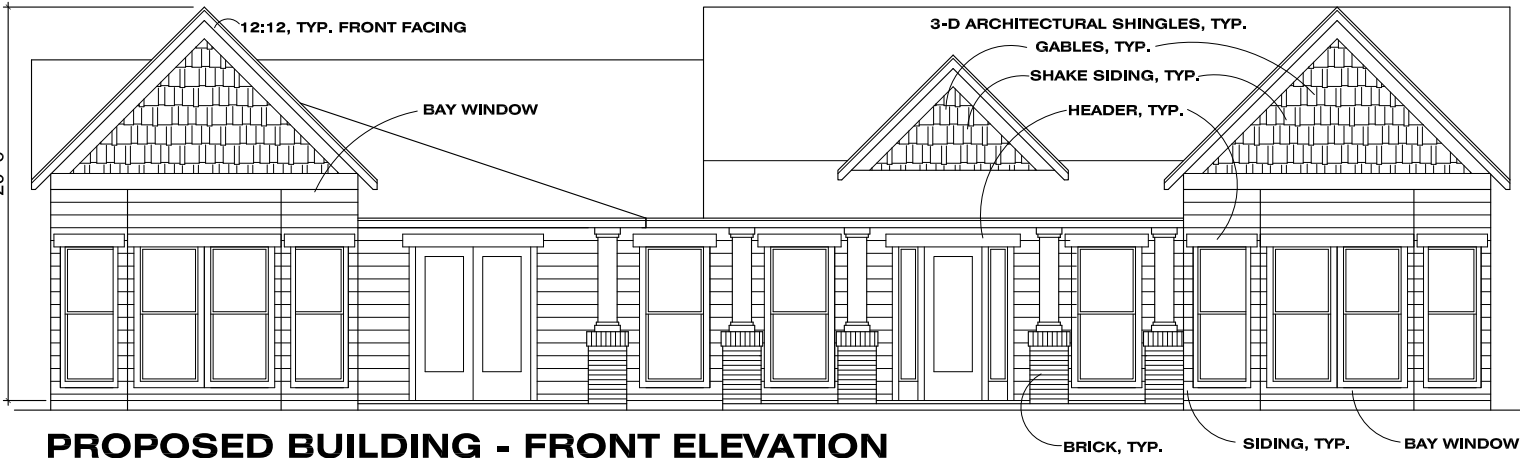 12:12, TYP. FRONT FACING
3-D ARCHITECTURAL SHINGLES, TYP.
GABLES, TYP.
SHAKE SIDING, TYP.
BAY WINDOW
HEADER, TYP.
PROPOSED BUILDING - FRONT ELEVATION
BRICK, TYP.
SIDING, TYP.
BAY WINDOW